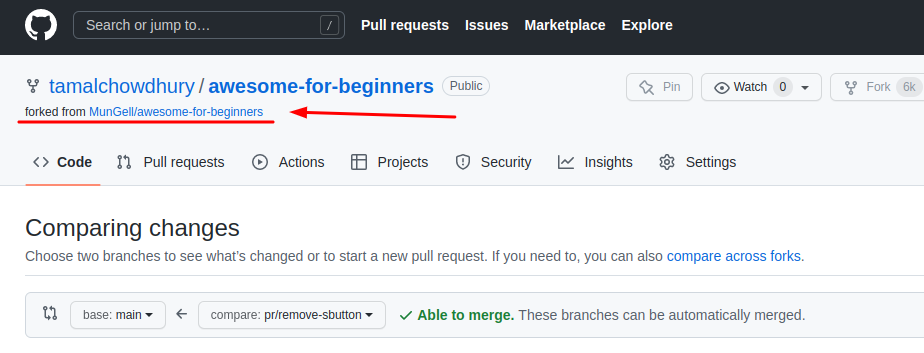 Search or jump to… /
Pull requests Issues Marketplace Explore
tamalchowdhury / awesome-for-beginners Public
Pin Watch 0 Fork 6k
forked from MunGell/awesome-for-beginners
Code Pull requests Actions Projects Security Insights Settings
Comparing changes
Choose two branches to see what's changed or to start a new pull request. If you need to, you can also compare across forks.
base: main compare: pr/remove-sbutton Able to merge. These branches can be automatically merged.